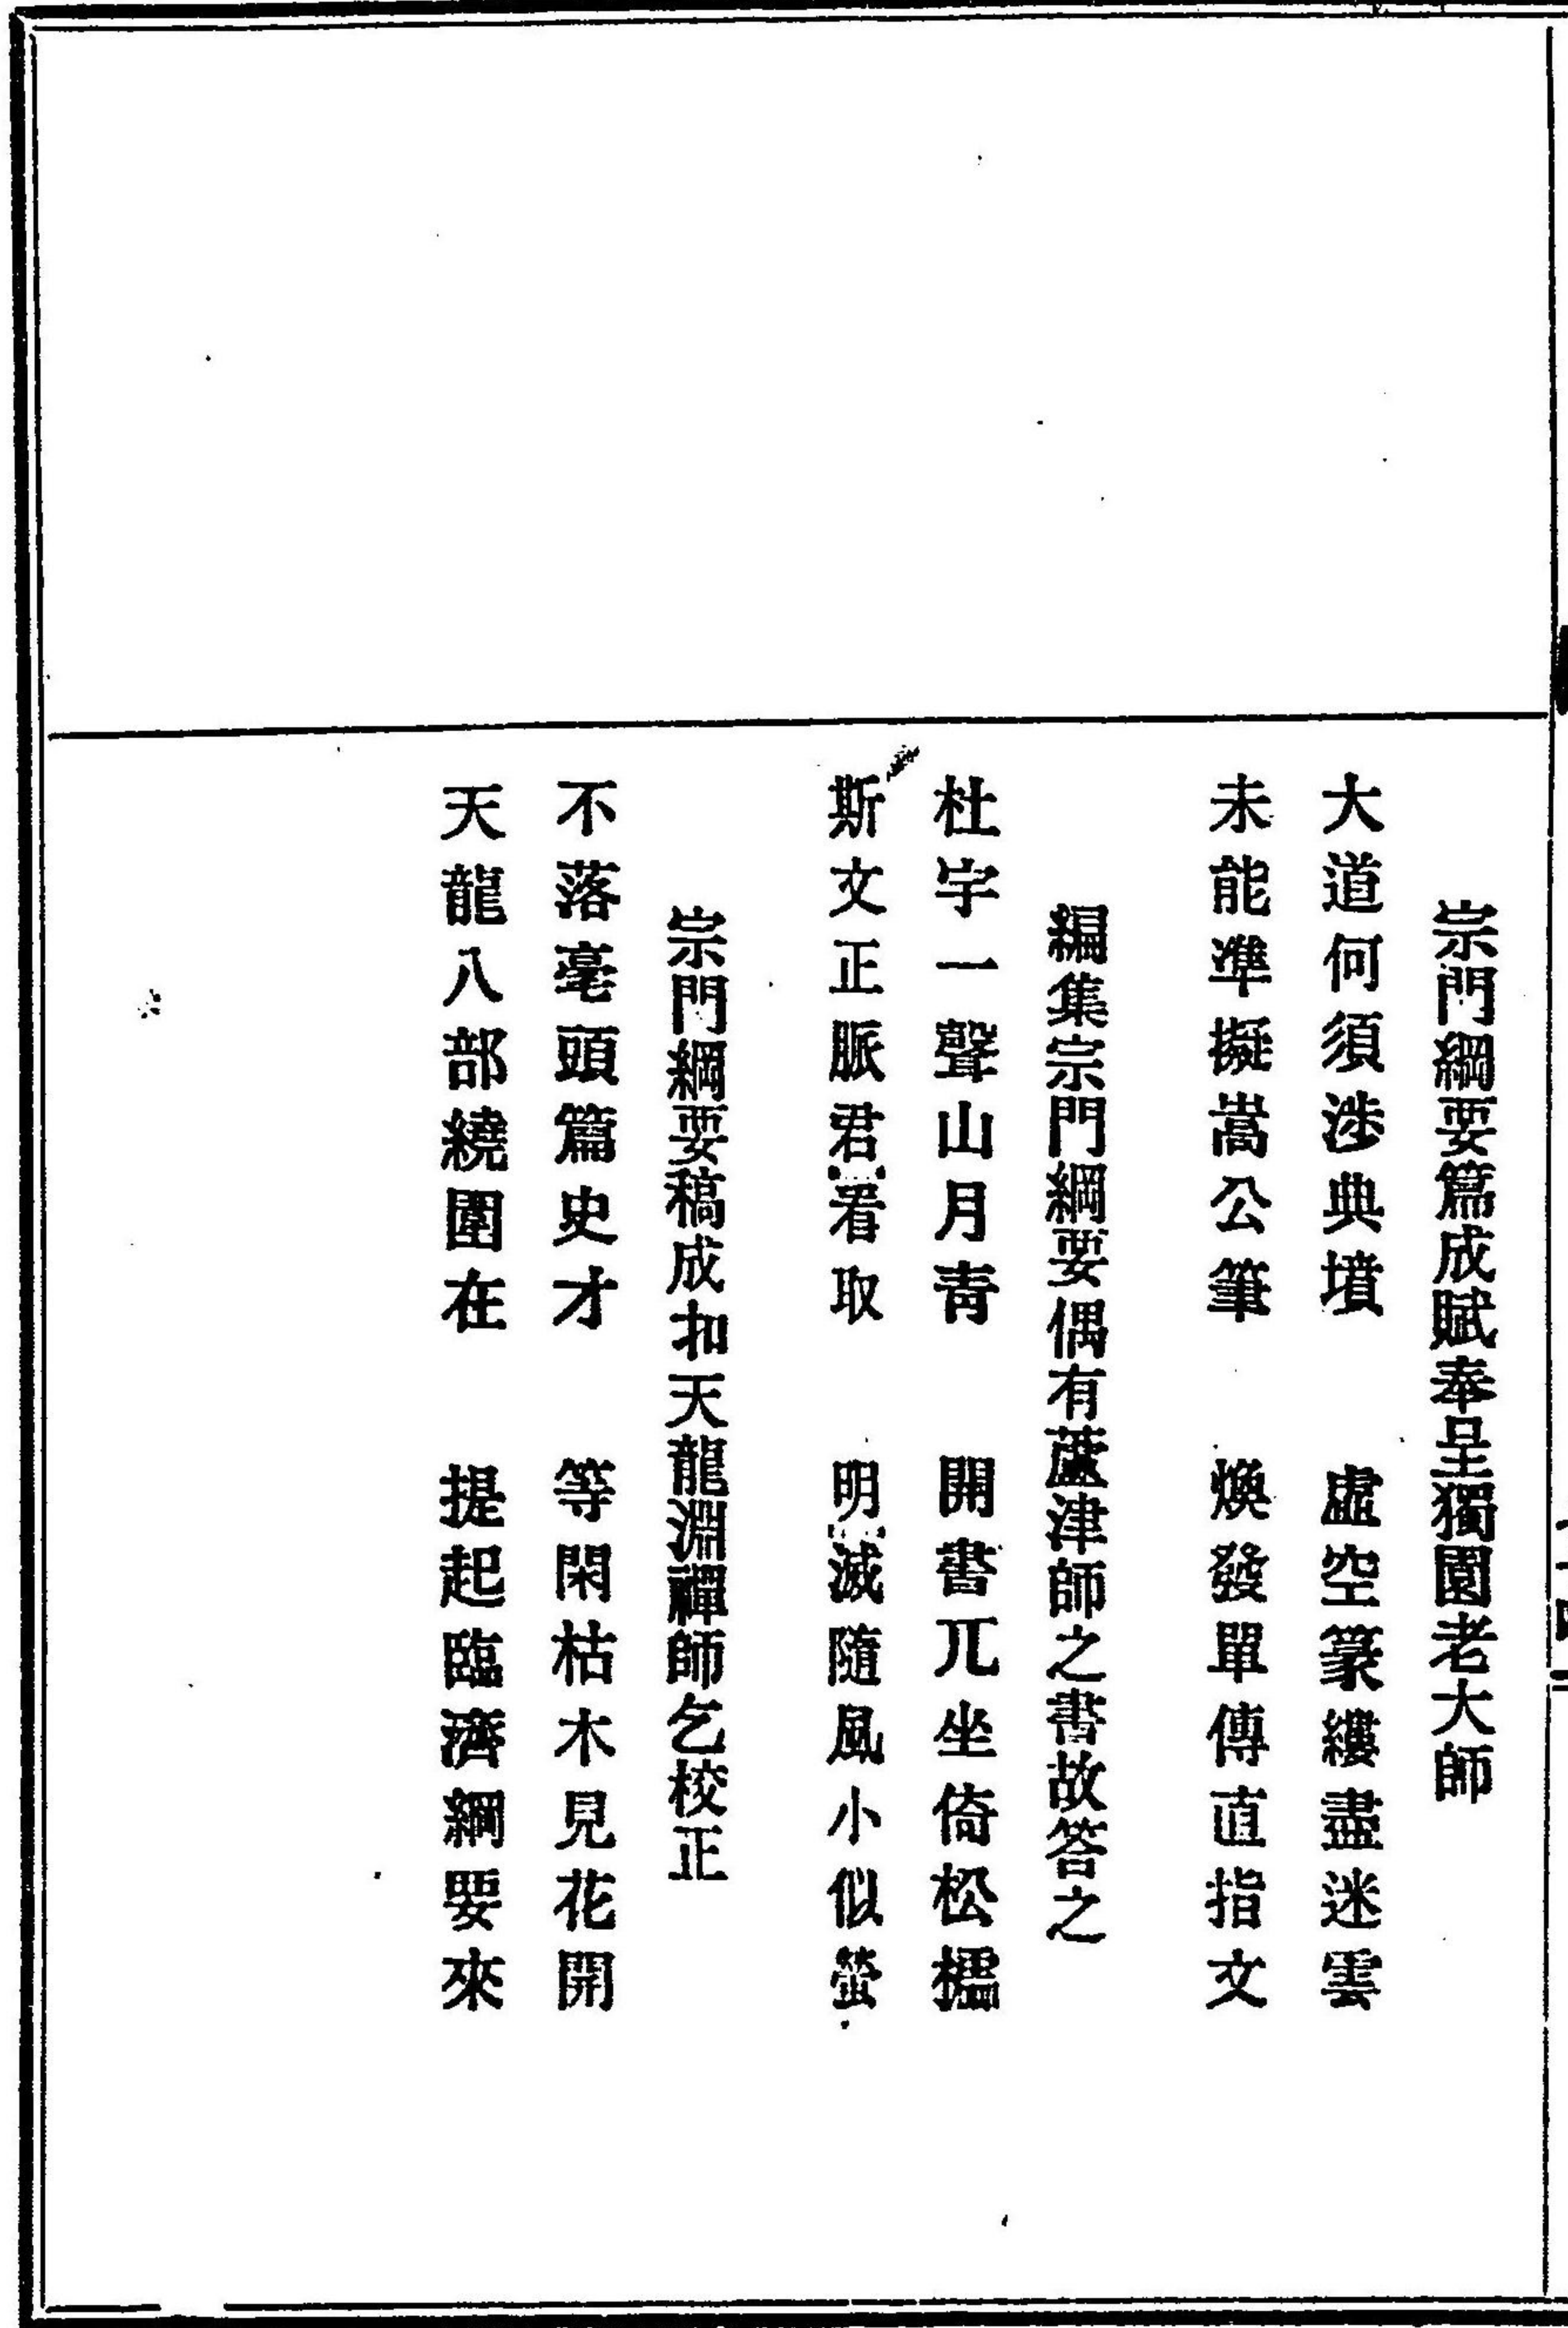 宗門綱要篇成賦奉呈獨園老大師
大道何須涉典墳　虛空篆縷盡迷雲
未能準擬嵩公筆　煥發單傳直指文
編集宗門綱要偶有蘆津師之書故答之
杜宇一聲山月靑　開書兀坐倚松櫺
斯文正脈君看取　明滅隨風小似螢
宗門綱要稿成扣天龍淵禪師乞校正
不落毫頭篇史才　等閑枯木見花開
天龍八部繞圍在　提起臨濟綱要來